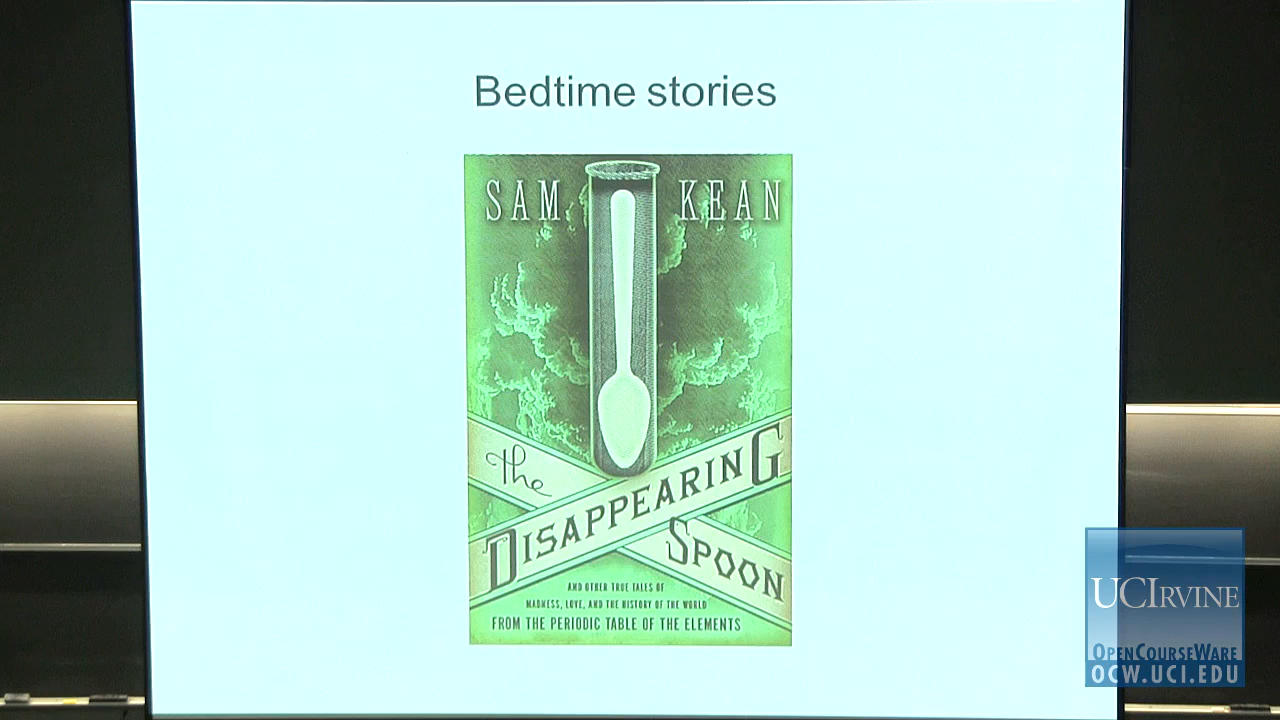 Bedtime stories
SAM KEAN
the
DISAPPEARING
SPOON
AND OTHER TRUE TALES OF
MADNESS, LOVE, AND THE HISTORY OF THE WORLD
FROM THE PERIODIC TABLE OF THE ELEMENTS
UCIRVINE
OPENCOURSEWARE
OCW.UCI.EDU